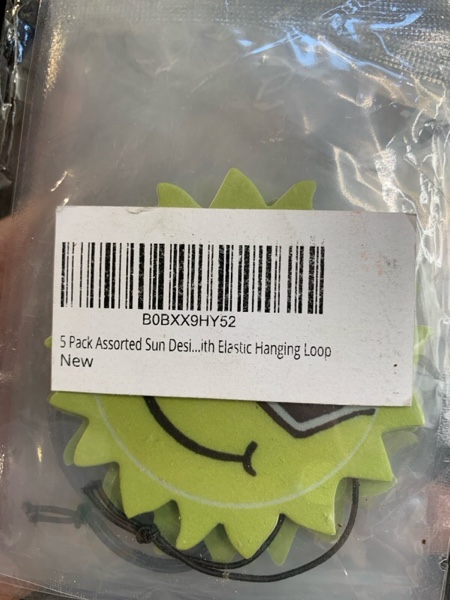 B0BXX9HY52
5 Pack Assorted Sun Desi...ith Elastic Hanging Loop
New